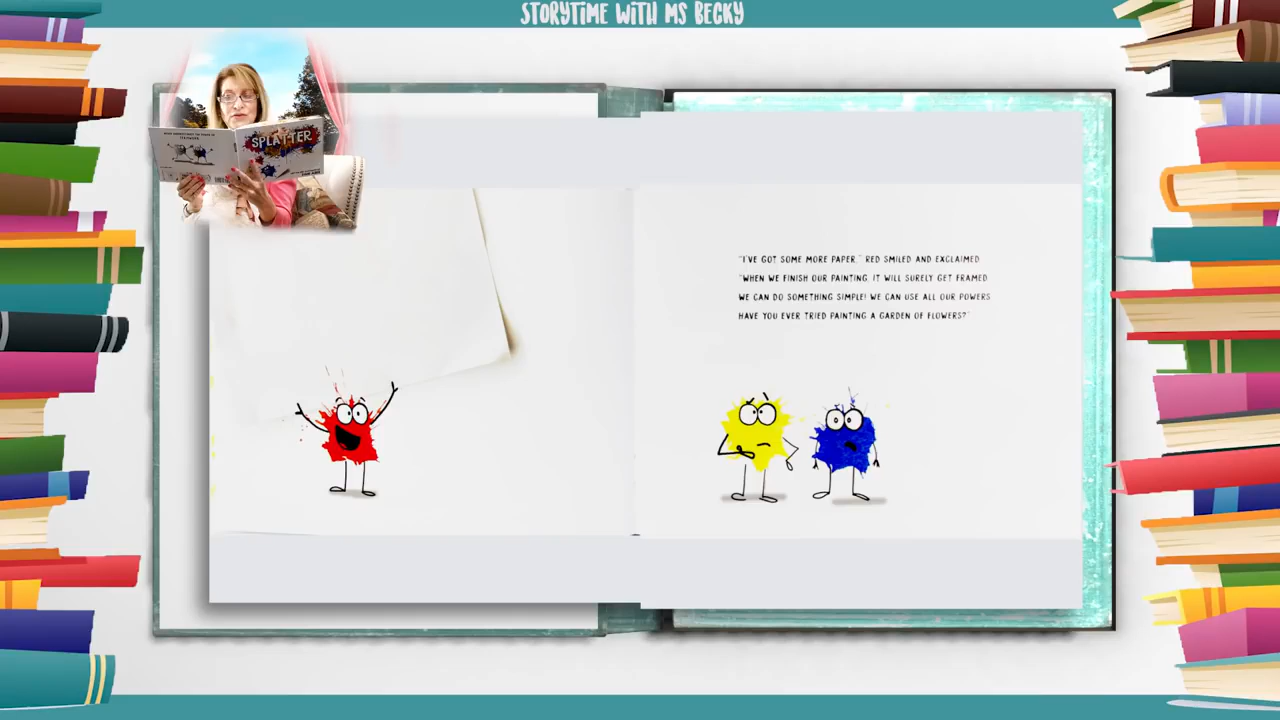 STORYTIME WITH MS BECKY
SPLATTER
"I'VE GOT SOME MORE PAPER," RED SMILED AND EXCLAIMED
"WHEN WE FINISH OUR PAINTING, IT WILL SURELY GET FRAMED
WE CAN DO SOMETHING SIMPLE! WE CAN USE ALL OUR POWERS
HAVE YOU EVER TRIED PAINTING A GARDEN OF FLOWERS?"